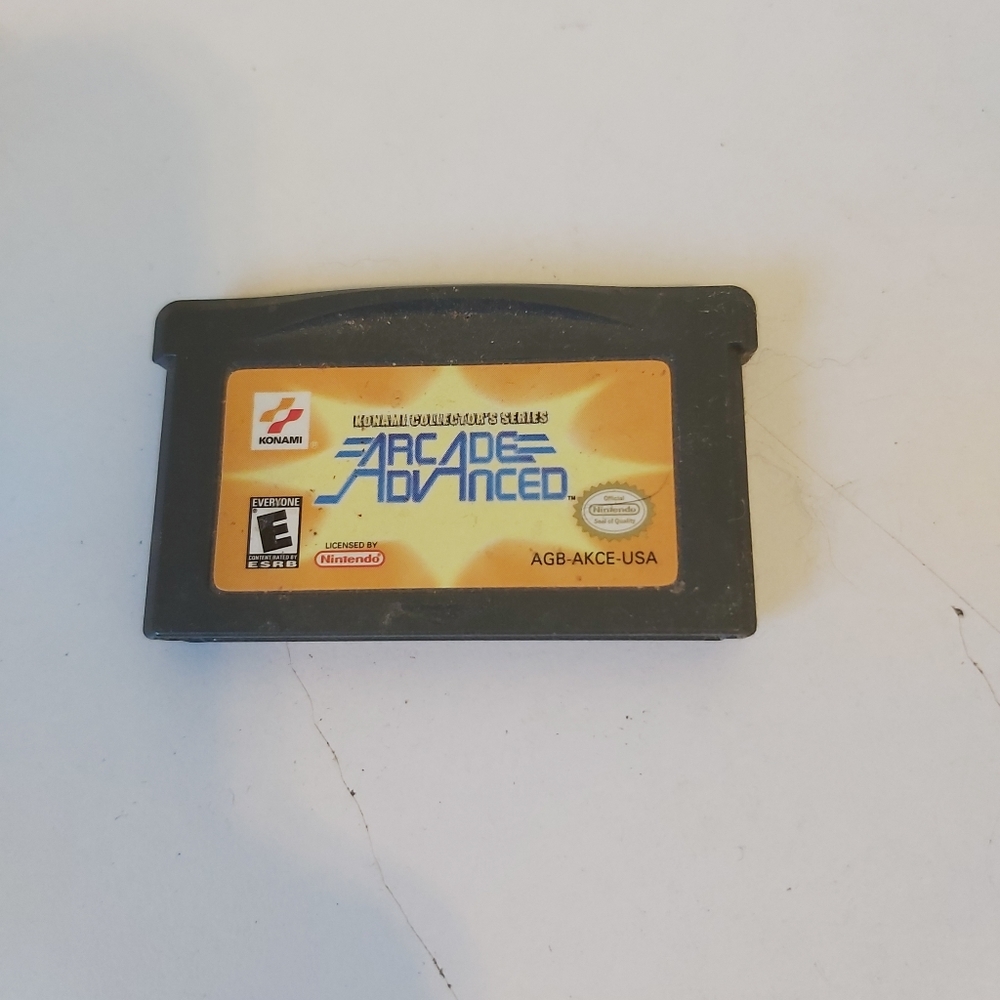 KONAMI
KONAMI COLLECTOR'S SERIES
ARCADE
ADVANCED™
EVERYONE
E
CONTENT RATED BY
ESRB
LICENSED BY
Nintendo
Official
Nintendo
Seal of Quality
AGB-AKCE-USA